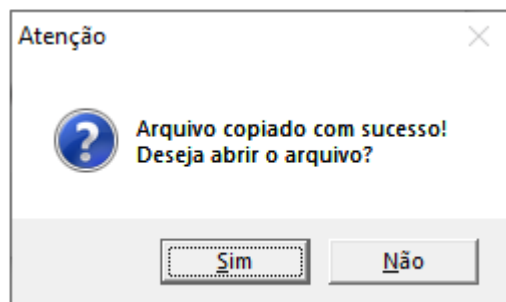 Atenção
Arquivo copiado com sucesso!
Deseja abrir o arquivo?
Sim
Não